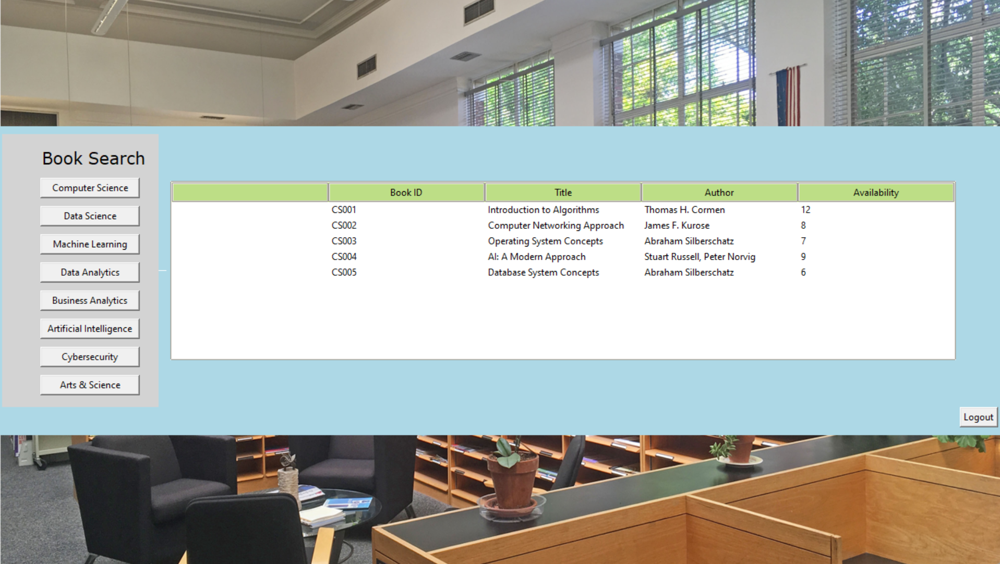 Book Search
Computer Science
Data Science
Machine Learning
Data Analytics
Business Analytics
Artificial Intelligence
Cybersecurity
Arts & Science
Book ID Title Author Availability
CS001 Introduction to Algorithms Thomas H. Cormen 12
CS002 Computer Networking Approach James F. Kurose 8
CS003 Operating System Concepts Abraham Silberschatz 7
CS004 AI: A Modern Approach Stuart Russell, Peter Norvig 9
CS005 Database System Concepts Abraham Silberschatz 6
Logout